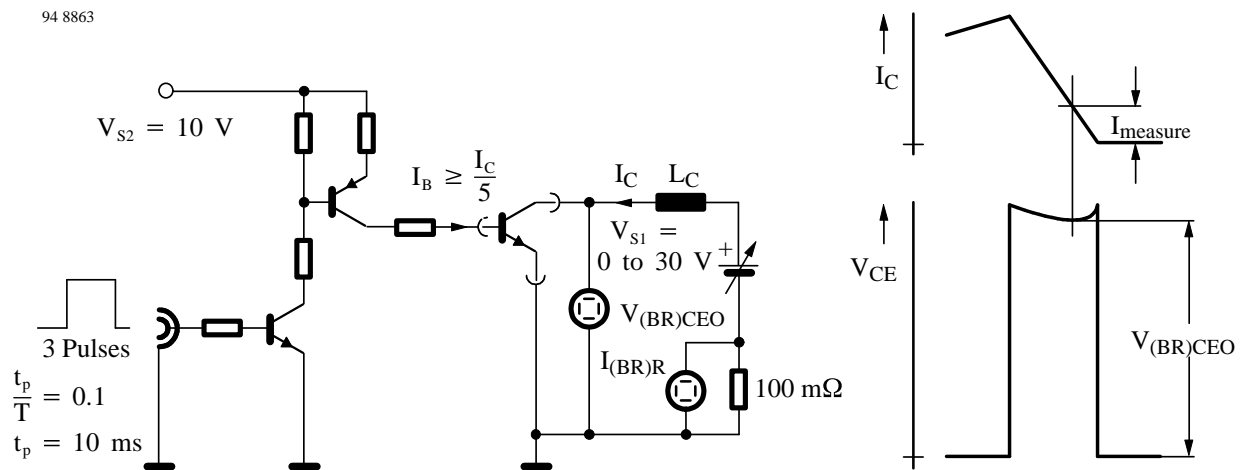 94 8863
V_S2 = 10 V
I_B ≥ I_C/5
I_C
L_C
V_S1 =
0 to 30 V
+
V_(BR)CEO
I_(BR)R
100 mΩ
3 Pulses
t_p/T = 0.1
t_p = 10 ms
I_C
I_measure
V_CE
V_(BR)CEO